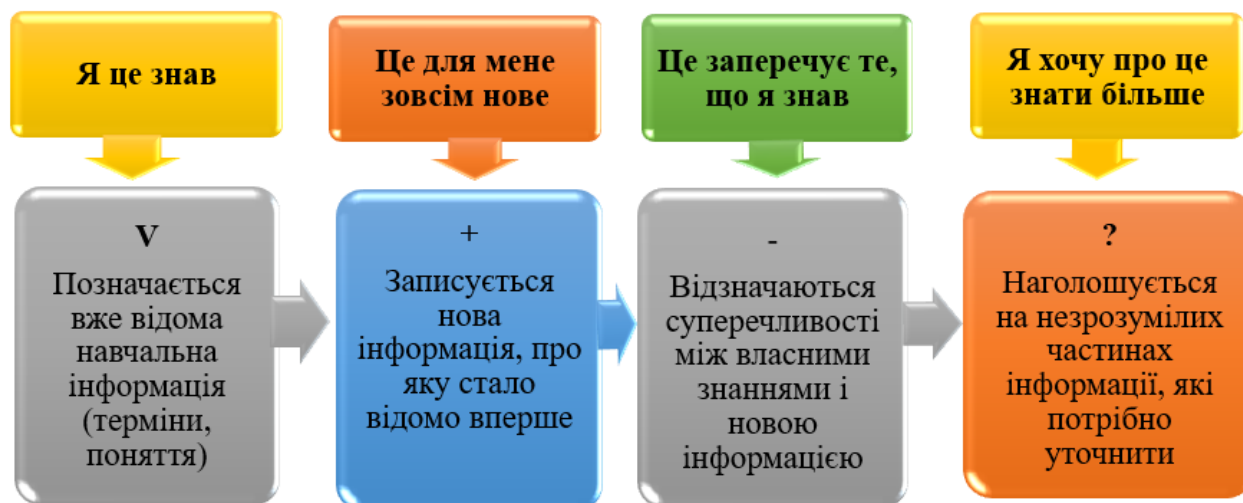 Я це знав
Це для мене
зовсім нове
Це заперечує те,
що я знав
Я хочу про це
знати більше
V
Позначається
вже відома
навчальна
інформація
(терміни,
поняття)
+
Записується
нова
інформація, про
яку стало
відомо вперше
-
Відзначаються
суперечливості
між власними
знаннями і
новою
інформацією
?
Наголошується
на незрозумілих
частинах
інформації, які
потрібно
уточнити